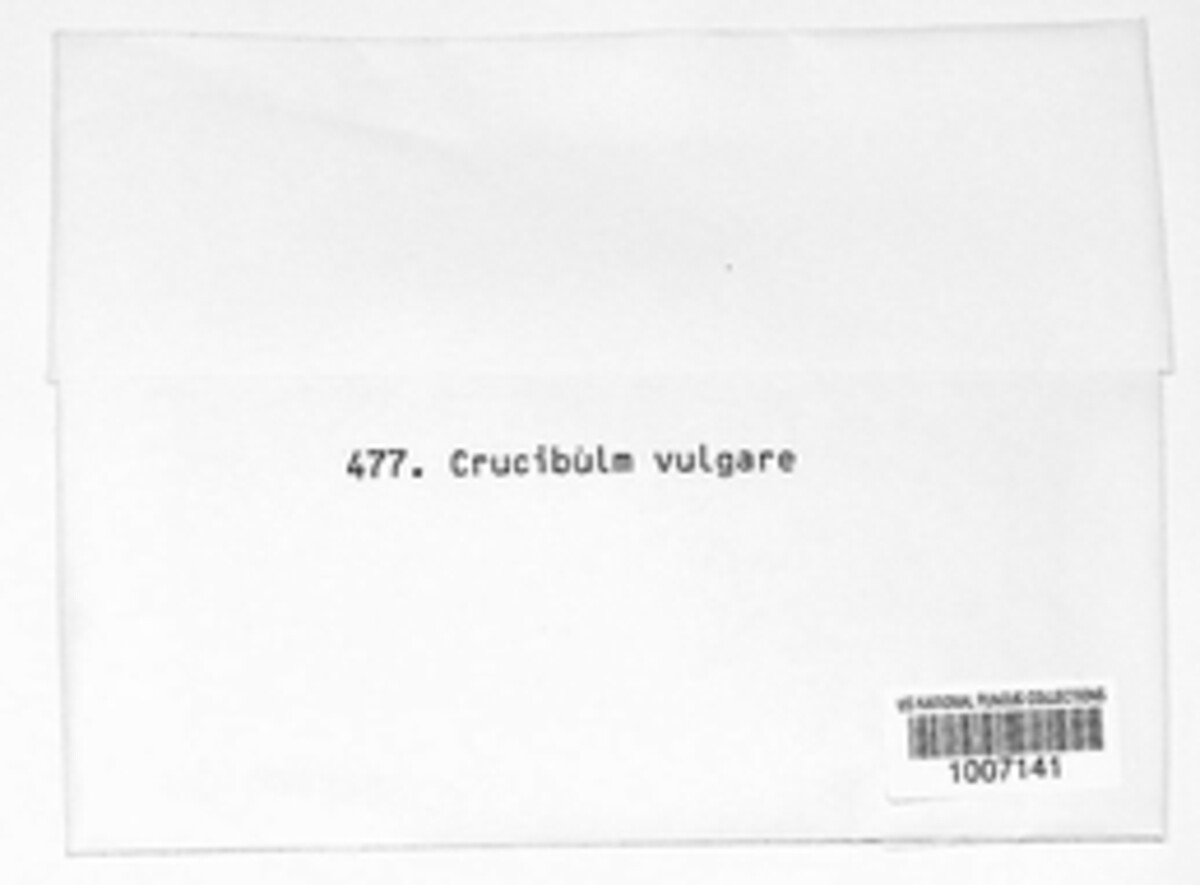 477. Crucibulm vulgare
US NATIONAL FUNGUS COLLECTIONS
1007141